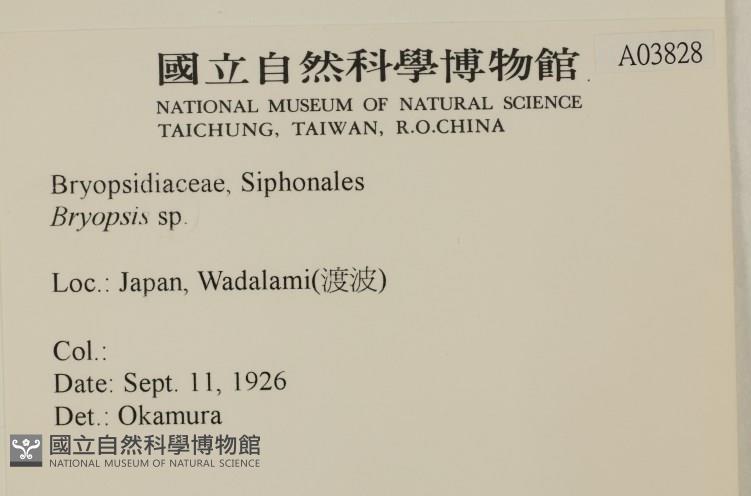 國立自然科學博物館
A03828
NATIONAL MUSEUM OF NATURAL SCIENCE
TAICHUNG, TAIWAN, R.O.CHINA
Bryopsidiaceae, Siphonales
Bryopsis sp.
Loc.: Japan, Wadalami(渡波)
Col.:
Date: Sept. 11, 1926
Det.: Okamura
國立自然科學博物館
NATIONAL MUSEUM OF NATURAL SCIENCE